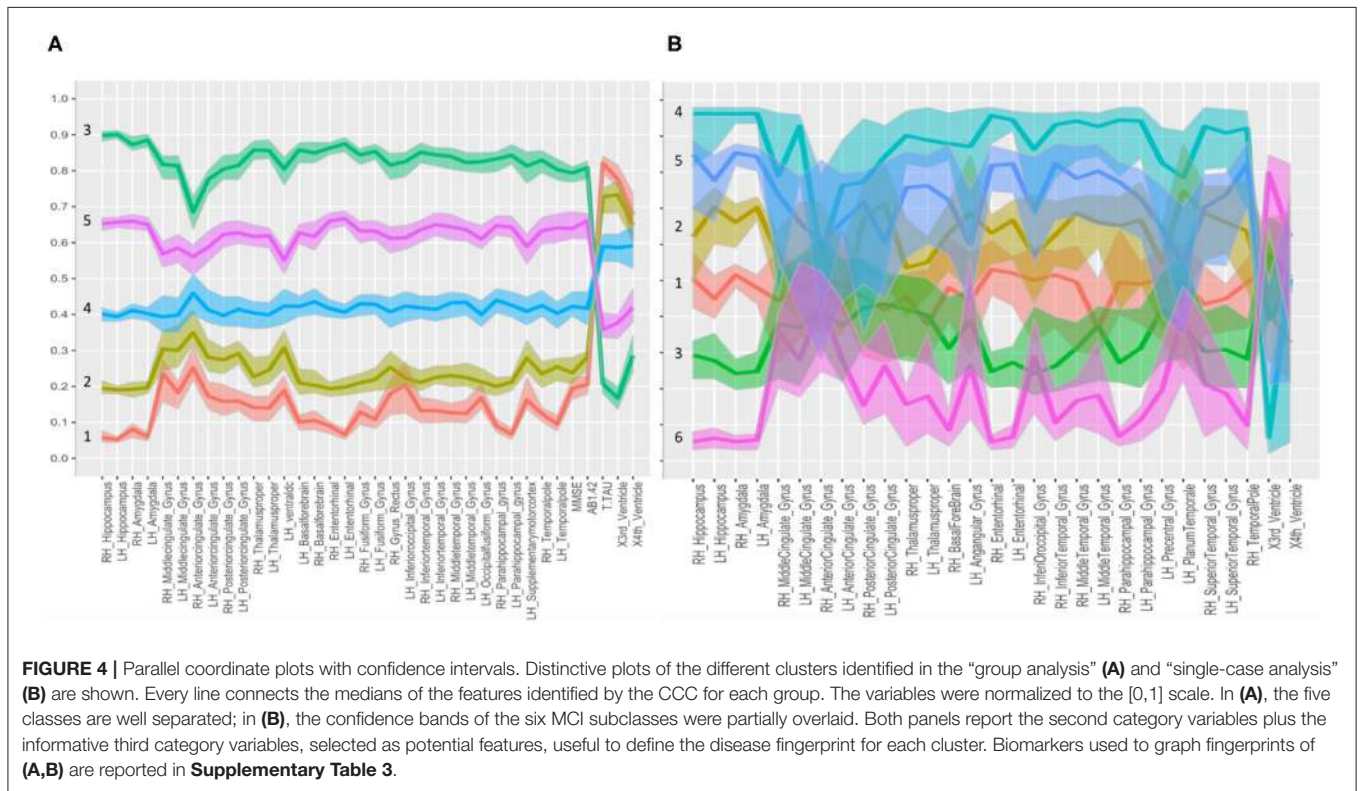 A
B
1.0
0.9
0.8
0.7
0.6
0.5
0.4
0.3
0.2
0.1
0.0
3
5
4
2
1
4
5
2
1
3
6
RH_Hippocampus
LH_Hippocampus
RH_Amygdala
LH_Amygdala
RH_Middlecingulate_Gyrus
LH_Middlecingulate_Gyrus
RH_Anteriorcingulate_Gyrus
LH_Anteriorcingulate_Gyrus
RH_Posteriorcingulate_Gyrus
LH_Posteriorcingulate_Gyrus
RH_Thalamusproper
LH_Thalamusproper
LH_ventraldc
LH_Basalforebrain
RH_Basalforebrain
RH_Entortorhinal
LH_Entortorhinal
RH_Fusiform_Gyrus
LH_Fusiform_Gyrus
RH_Gyrus_Rectus
LH_Inferioroccipital_Gyrus
RH_Inferiortemporal_Gyrus
LH_Inferiortemporal_Gyrus
RH_Middletemporal_Gyrus
LH_Middletemporal_Gyrus
LH_Occipitalfusiform_Gyrus
RH_Parahippocampal_gyrus
LH_Parahippocampal_gyrus
LH_Supplementarymotorcortex
RH_Temporalpole
LH_Temporalpole
MMSE
AB1.42
T.TAU
X3rd_Ventricle
X4th_Ventricle
RH_Hippocampus
LH_Hippocampus
RH_Amygdala
LH_Amygdala
RH_MiddleCingulate_Gyrus
LH_MiddleCingulate_Gyrus
RH_AnteriorCingulate_Gyrus
LH_AnteriorCingulate_Gyrus
RH_PosteriorCingulate_Gyrus
LH_PosteriorCingulate_Gyrus
RH_Thalamusproper
LH_Thalamusproper
RH_BasalForeBrain
LH_Angangular_Gyrus
RH_Ententorhinal
LH_Ententorhinal
RH_InferiOroccipital_Gyrus
RH_InferiorTemporal_Gyrus
RH_MiddleTemporal_Gyrus
LH_MiddleTemporal_Gyrus
RH_Parahippocampal_Gyrus
LH_Parahippocampal_Gyrus
LH_Precentral_Gyrus
LH_PlanumTemporale
RH_SuperiorTemporal_Gyrus
LH_SuperiorTemporal_Gyrus
RH_TemporalPole
X3rd_Ventricle
X4th_Ventricle
FIGURE 4 | Parallel coordinate plots with confidence intervals. Distinctive plots of the different clusters identified in the “group analysis” (A) and “single-case analysis”
(B) are shown. Every line connects the medians of the features identified by the CCC for each group. The variables were normalized to the [0,1] scale. In (A), the five
classes are well separated; in (B), the confidence bands of the six MCI subclasses were partially overlaid. Both panels report the second category variables plus the
informative third category variables, selected as potential features, useful to define the disease fingerprint for each cluster. Biomarkers used to graph fingerprints of
(A,B) are reported in Supplementary Table 3.